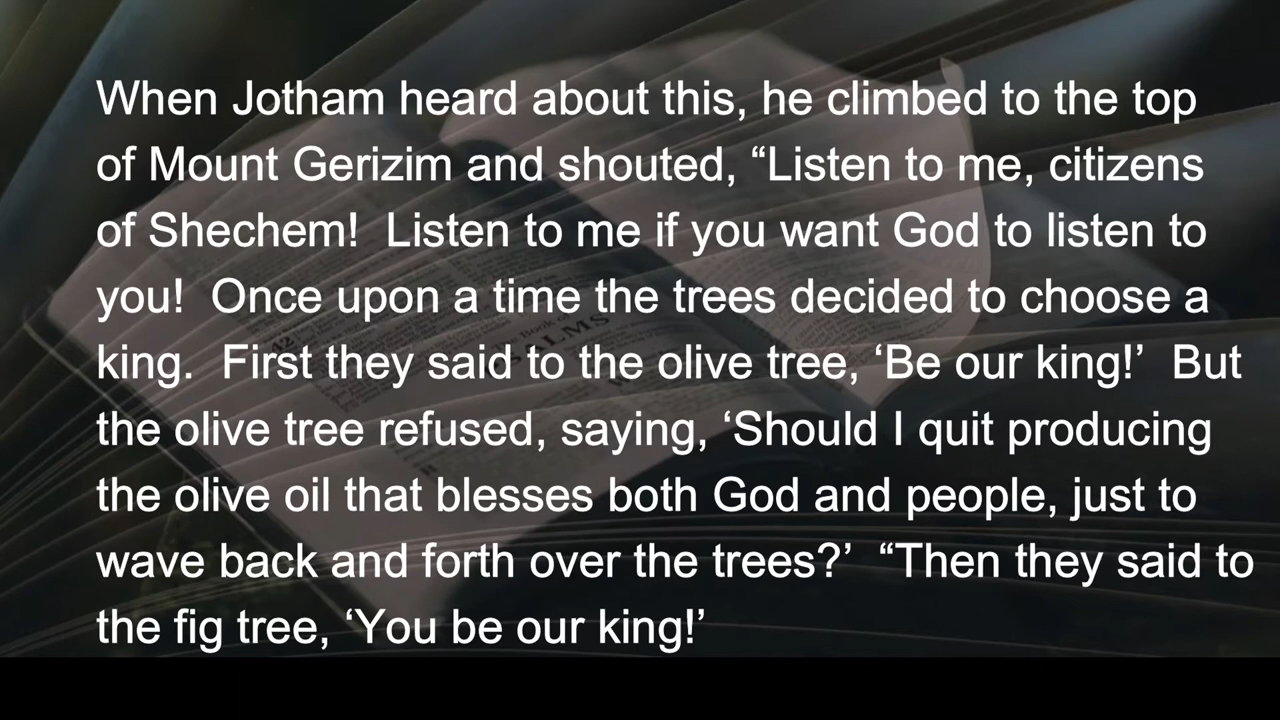 When Jotham heard about this, he climbed to the top
of Mount Gerizim and shouted, “Listen to me, citizens
of Shechem!  Listen to me if you want God to listen to
you!  Once upon a time the trees decided to choose a
king.  First they said to the olive tree, ‘Be our king!’  But
the olive tree refused, saying, ‘Should I quit producing
the olive oil that blesses both God and people, just to
wave back and forth over the trees?’  “Then they said to
the fig tree, ‘You be our king!’